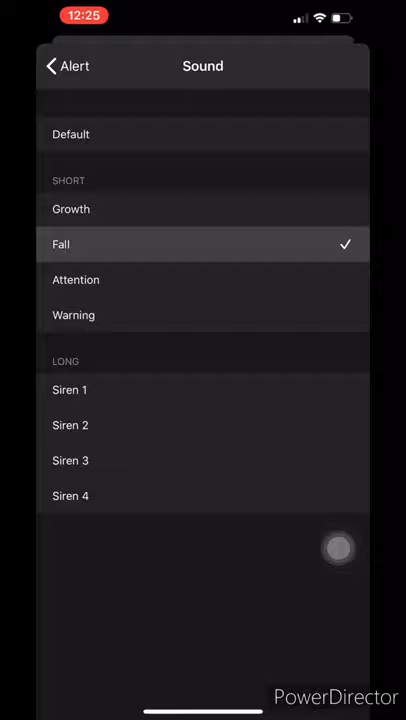 12:25
Alert
Sound
Default
SHORT
Growth
Fall
Attention
Warning
LONG
Siren 1
Siren 2
Siren 3
Siren 4
PowerDirector